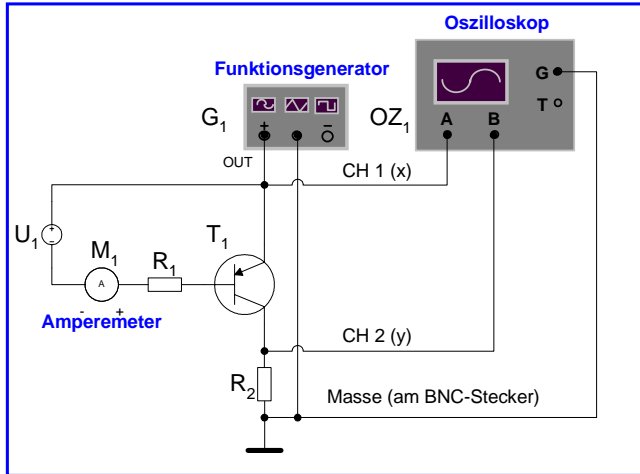 Oszilloskop
Funktionsgenerator
G
T
A B
OZ1
G1
+ −
OUT
CH 1 (x)
+
−
U1
M1
R1
T1
A
- +
Amperemeter
CH 2 (y)
R2
Masse (am BNC-Stecker)